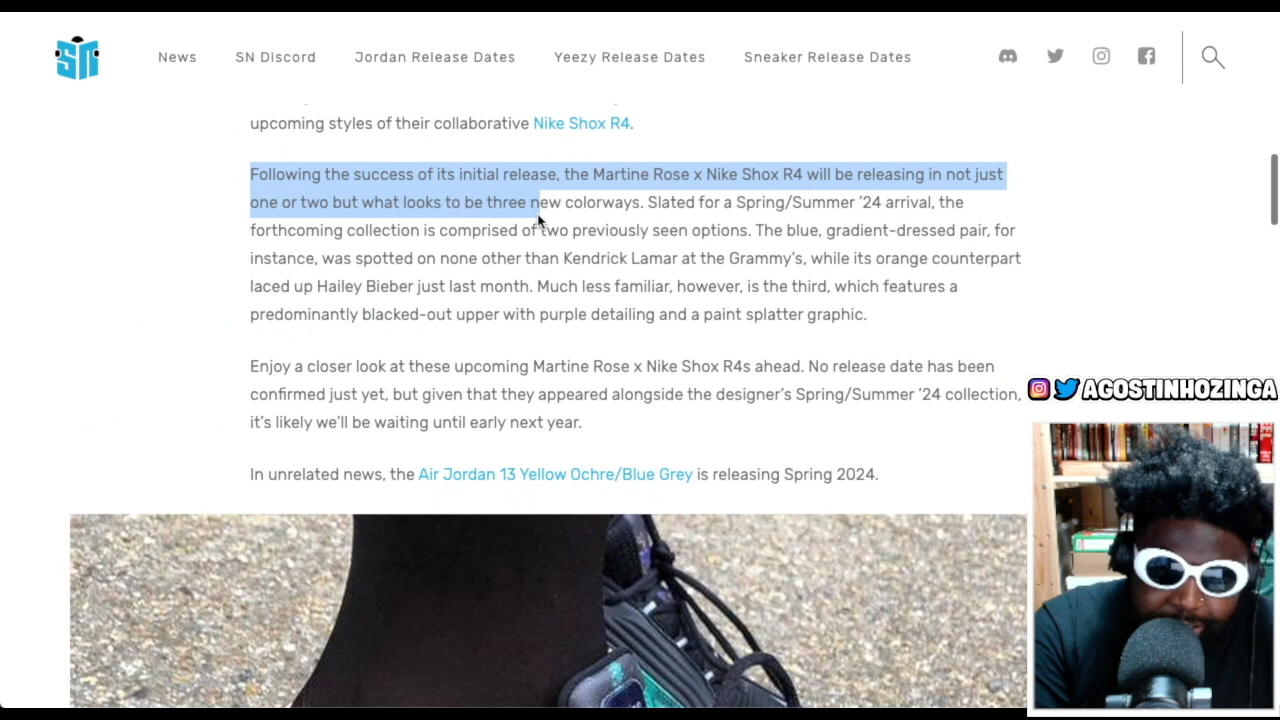 SN
News
SN Discord
Jordan Release Dates
Yeezy Release Dates
Sneaker Release Dates
upcoming styles of their collaborative Nike Shox R4.
Following the success of its initial release, the Martine Rose x Nike Shox R4 will be releasing in not just
one or two but what looks to be three new colorways. Slated for a Spring/Summer ’24 arrival, the
forthcoming collection is comprised of two previously seen options. The blue, gradient-dressed pair, for
instance, was spotted on none other than Kendrick Lamar at the Grammy’s, while its orange counterpart
laced up Hailey Bieber just last month. Much less familiar, however, is the third, which features a
predominantly blacked-out upper with purple detailing and a paint splatter graphic.
Enjoy a closer look at these upcoming Martine Rose x Nike Shox R4s ahead. No release date has been
confirmed just yet, but given that they appeared alongside the designer’s Spring/Summer ’24 collection,
it’s likely we’ll be waiting until early next year.
In unrelated news, the Air Jordan 13 Yellow Ochre/Blue Grey is releasing Spring 2024.
AGOSTINHOZINGA